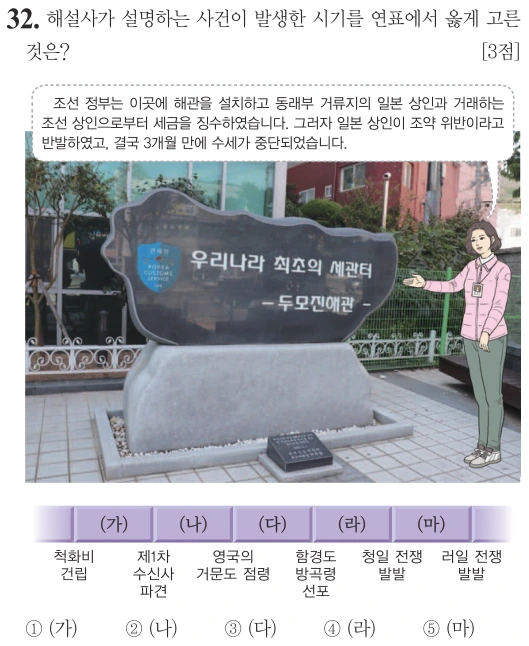 32. 해설사가 설명하는 사건이 발생한 시기를 연표에서 옳게 고른
것은? [3점]
조선 정부는 이곳에 해관을 설치하고 동래부 거류지의 일본 상인과 거래하는
조선 상인으로부터 세금을 징수하였습니다. 그러자 일본 상인이 조약 위반이라고
반발하였고, 결국 3개월 만에 수세가 중단되었습니다.
관세청
KOREA
CUSTOMS
SERVICE
우리나라 최초의 세관터
- 두모진해관 -
(가) (나) (다) (라) (마)
척화비 제1차 영국의 함경도 청일 전쟁 러일 전쟁
건립 수신사 거문도 점령 방곡령 발발 발발
파견 선포
① (가) ② (나) ③ (다) ④ (라) ⑤ (마)